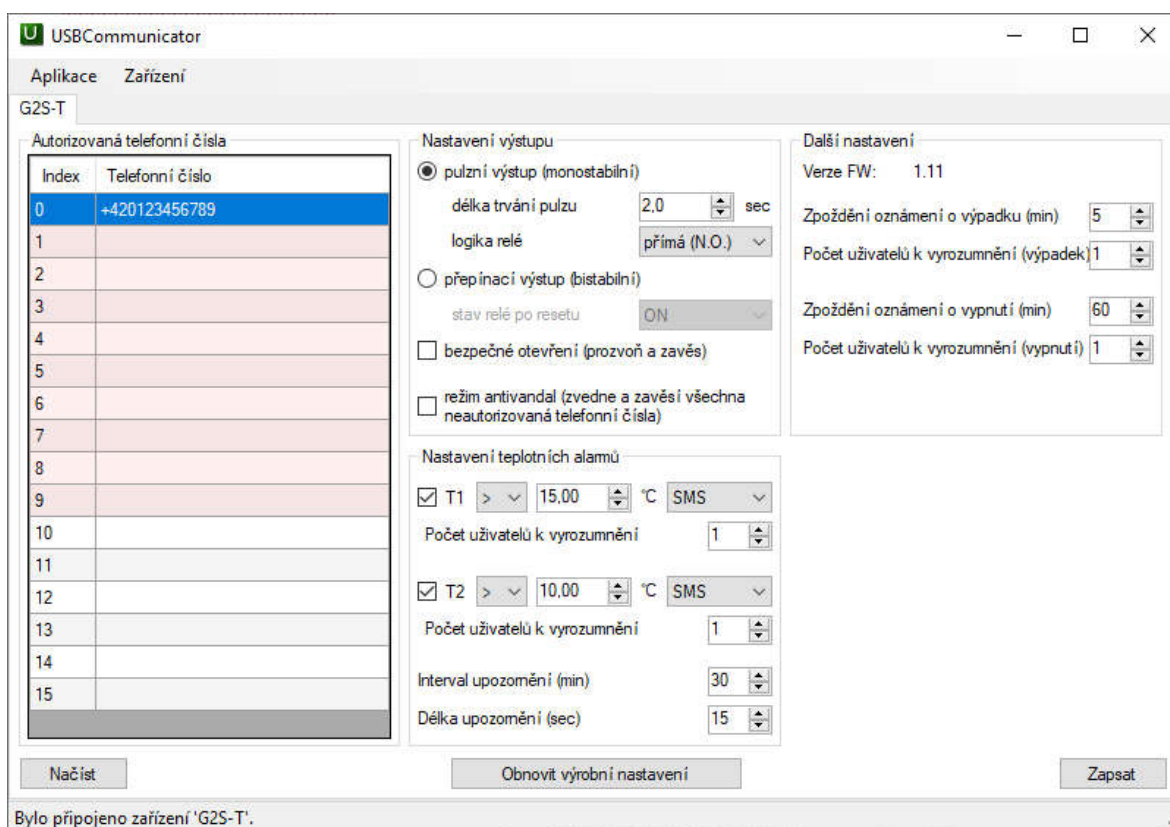 USBCommunicator
Aplikace Zařízení
G2S-T
Autorizovaná telefonní čísla
Index Telefonní číslo
0 +420123456789
1
2
3
4
5
6
7
8
9
10
11
12
13
14
15
Nastavení výstupu
pulzní výstup (monostabilní)
délka trvání pulzu 2,0 sec
logika relé přímá (N.O.)
přepínací výstup (bistabilní)
stav relé po resetu ON
bezpečné otevření (prozvoň a zavěs)
režim antivandal (zvedne a zavěsí všechna
neautorizovaná telefonní čísla)
Nastavení teplotních alarmů
T1 > 15,00 °C SMS
Počet uživatelů k vyrozumnění 1
T2 > 10,00 °C SMS
Počet uživatelů k vyrozumnění 1
Interval upozornění (min) 30
Délka upozornění (sec) 15
Další nastavení
Verze FW: 1.11
Zpoždění oznámení o výpadku (min) 5
Počet uživatelů k vyrozumnění (výpadek) 1
Zpoždění oznámení o vypnutí (min) 60
Počet uživatelů k vyrozumnění (vypnutí) 1
Načíst Obnovit výrobní nastavení Zapsat
Bylo připojeno zařízení 'G2S-T'.